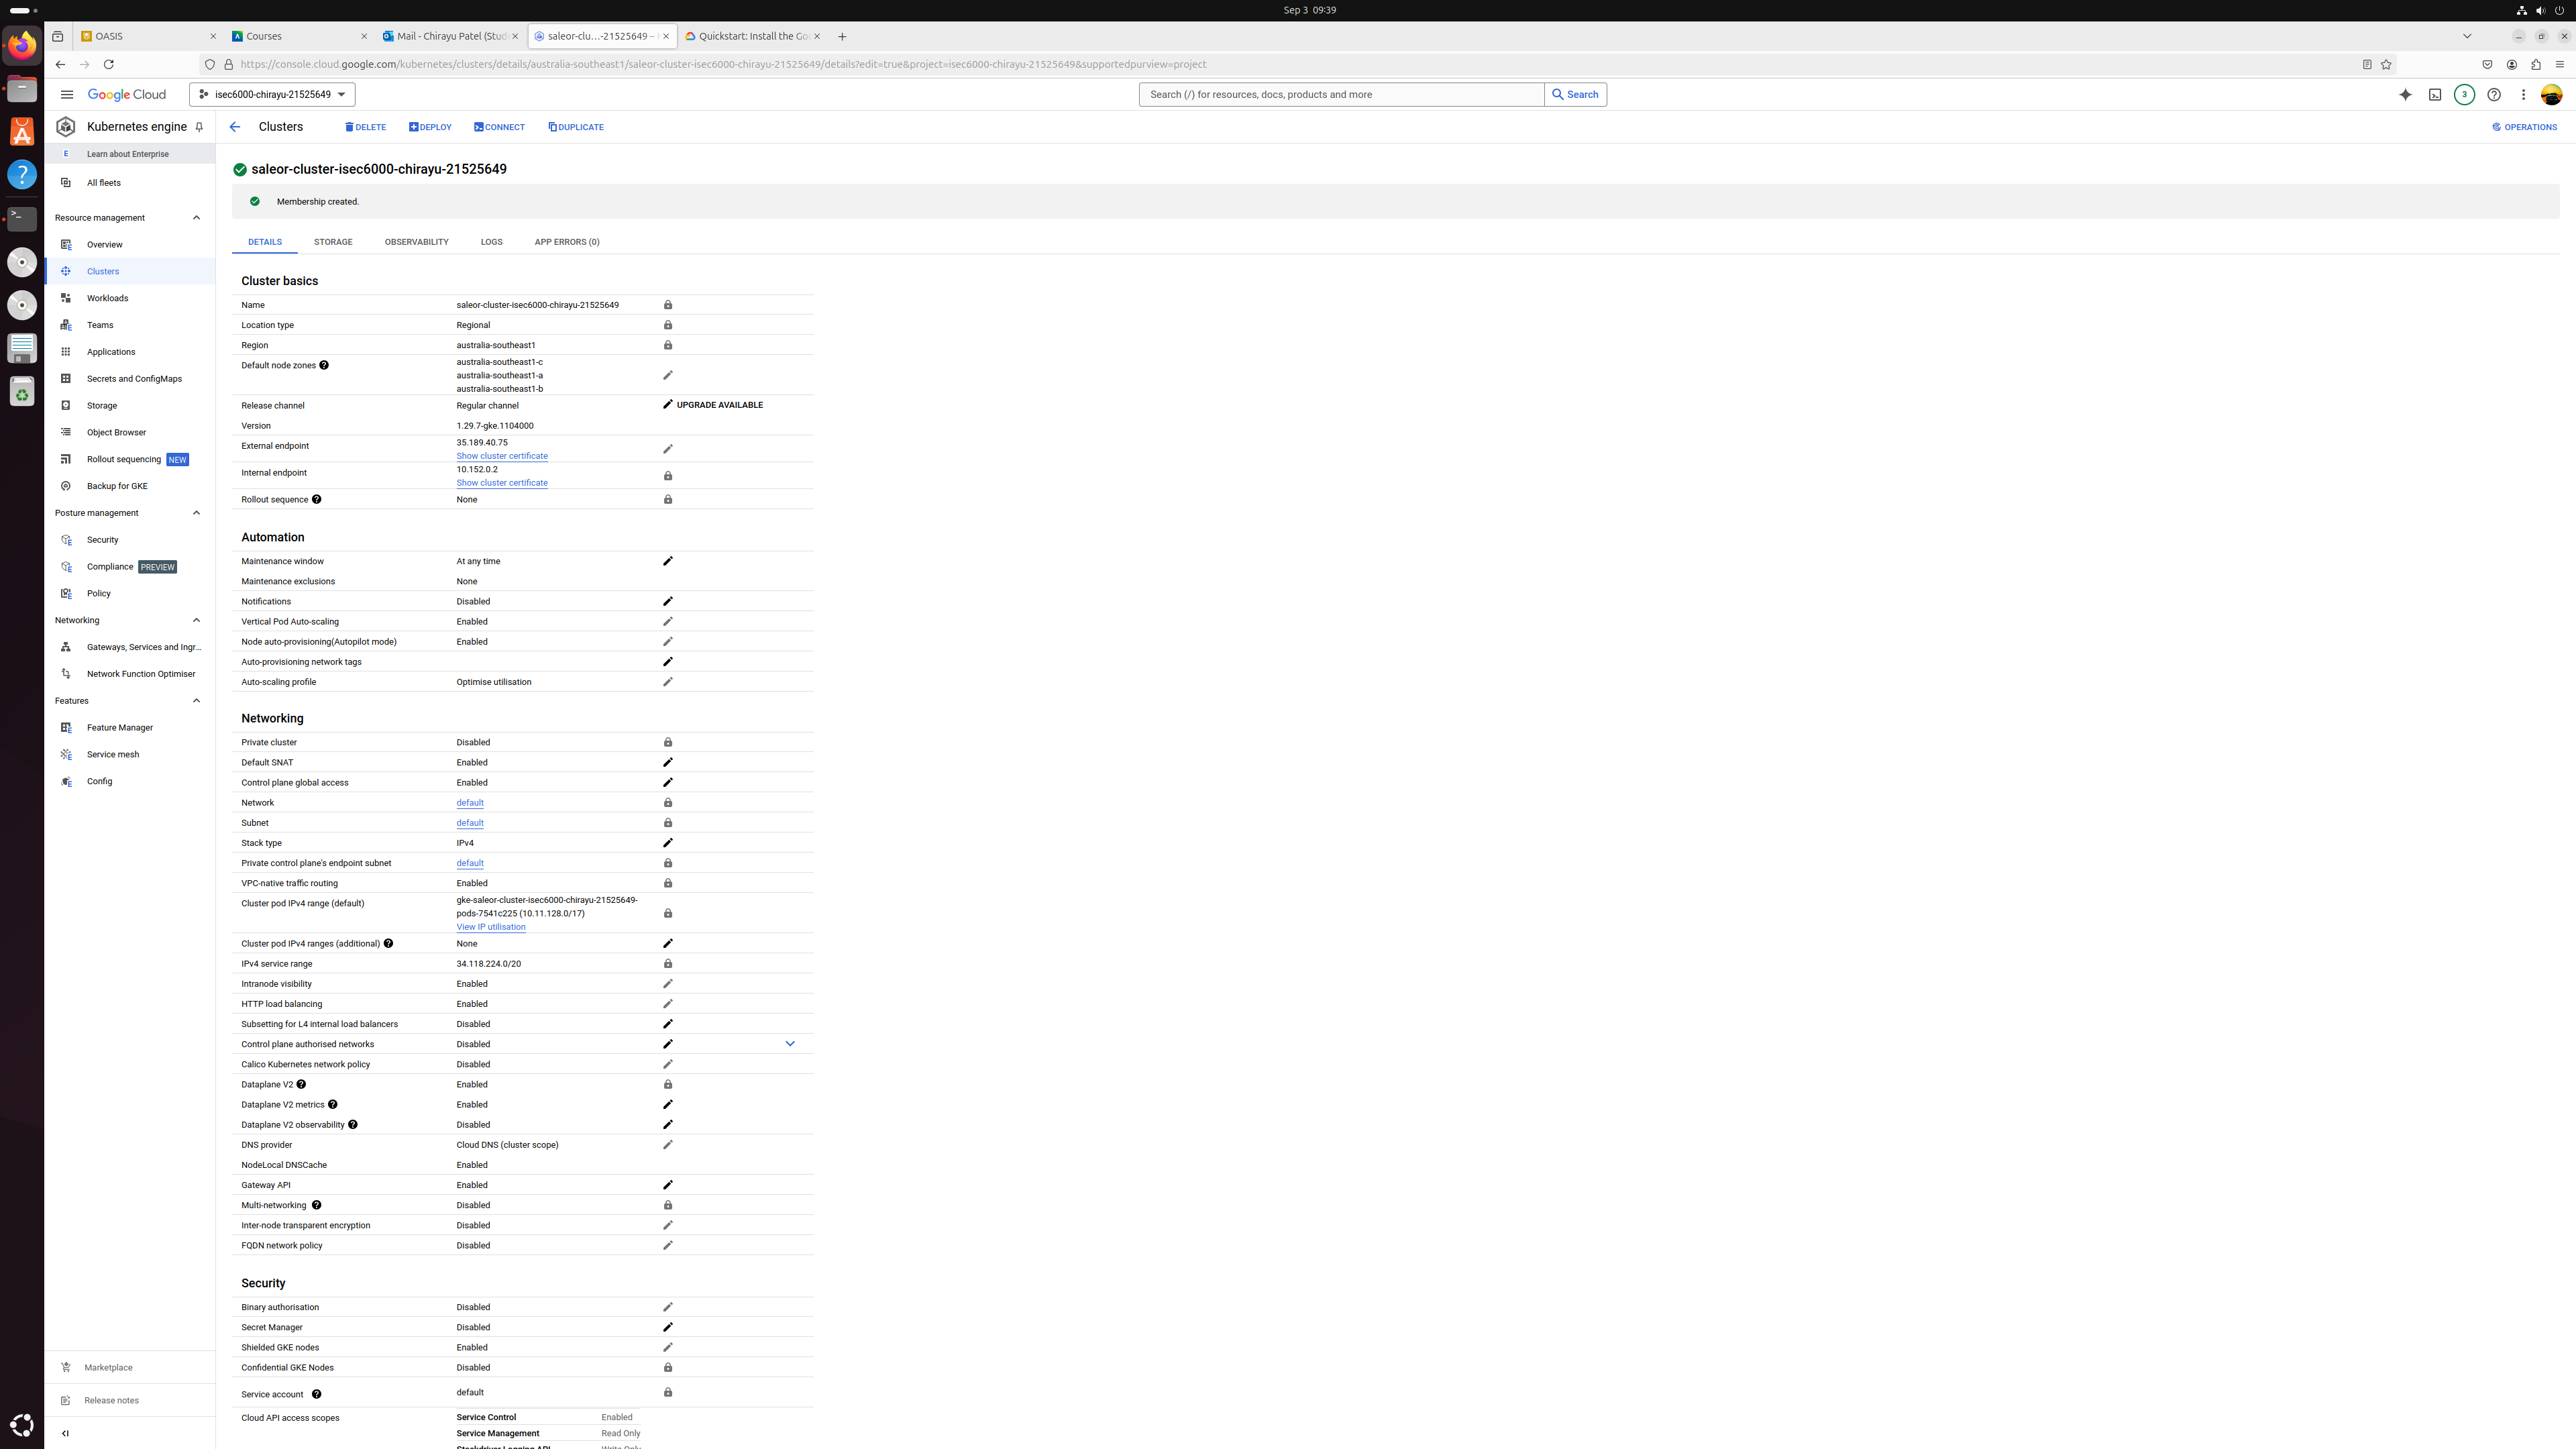 Sep 3 09:39
OASIS
Courses
Mail - Chirayu Patel (Stud
saleor-clu…-21525649 –
Quickstart: Install the Go
https://console.cloud.google.com/kubernetes/clusters/details/australia-southeast1/saleor-cluster-isec6000-chirayu-21525649/details?edit=true&project=isec6000-chirayu-21525649&supportedpurview=project
Google Cloud
isec6000-chirayu-21525649
Search (/) for resources, docs, products and more
Search
3
Kubernetes engine
Clusters
DELETE
DEPLOY
CONNECT
DUPLICATE
OPERATIONS
E Learn about Enterprise
All fleets
Resource management
Overview
Clusters
Workloads
Teams
Applications
Secrets and ConfigMaps
Storage
Object Browser
Rollout sequencing NEW
Backup for GKE
Posture management
Security
Compliance PREVIEW
Policy
Networking
Gateways, Services and Ingr...
Network Function Optimiser
Features
Feature Manager
Service mesh
Config
Marketplace
Release notes
saleor-cluster-isec6000-chirayu-21525649
Membership created.
DETAILS STORAGE OBSERVABILITY LOGS APP ERRORS (0)
Cluster basics
Name saleor-cluster-isec6000-chirayu-21525649
Location type Regional
Region australia-southeast1
Default node zones australia-southeast1-c
australia-southeast1-a
australia-southeast1-b
Release channel Regular channel UPGRADE AVAILABLE
Version 1.29.7-gke.1104000
External endpoint 35.189.40.75
Show cluster certificate
Internal endpoint 10.152.0.2
Show cluster certificate
Rollout sequence None
Automation
Maintenance window At any time
Maintenance exclusions None
Notifications Disabled
Vertical Pod Auto-scaling Enabled
Node auto-provisioning(Autopilot mode) Enabled
Auto-provisioning network tags
Auto-scaling profile Optimise utilisation
Networking
Private cluster Disabled
Default SNAT Enabled
Control plane global access Enabled
Network default
Subnet default
Stack type IPv4
Private control plane's endpoint subnet default
VPC-native traffic routing Enabled
Cluster pod IPv4 range (default) gke-saleor-cluster-isec6000-chirayu-21525649-
pods-7541c225 (10.11.128.0/17)
View IP utilisation
Cluster pod IPv4 ranges (additional) None
IPv4 service range 34.118.224.0/20
Intranode visibility Enabled
HTTP load balancing Enabled
Subsetting for L4 internal load balancers Disabled
Control plane authorised networks Disabled
Calico Kubernetes network policy Disabled
Dataplane V2 Enabled
Dataplane V2 metrics Enabled
Dataplane V2 observability Disabled
DNS provider Cloud DNS (cluster scope)
NodeLocal DNSCache Enabled
Gateway API Enabled
Multi-networking Disabled
Inter-node transparent encryption Disabled
FQDN network policy Disabled
Security
Binary authorisation Disabled
Secret Manager Disabled
Shielded GKE nodes Enabled
Confidential GKE Nodes Disabled
Service account default
Cloud API access scopes Service Control Enabled
Service Management Read Only
Stackdriver Logging API Write Only